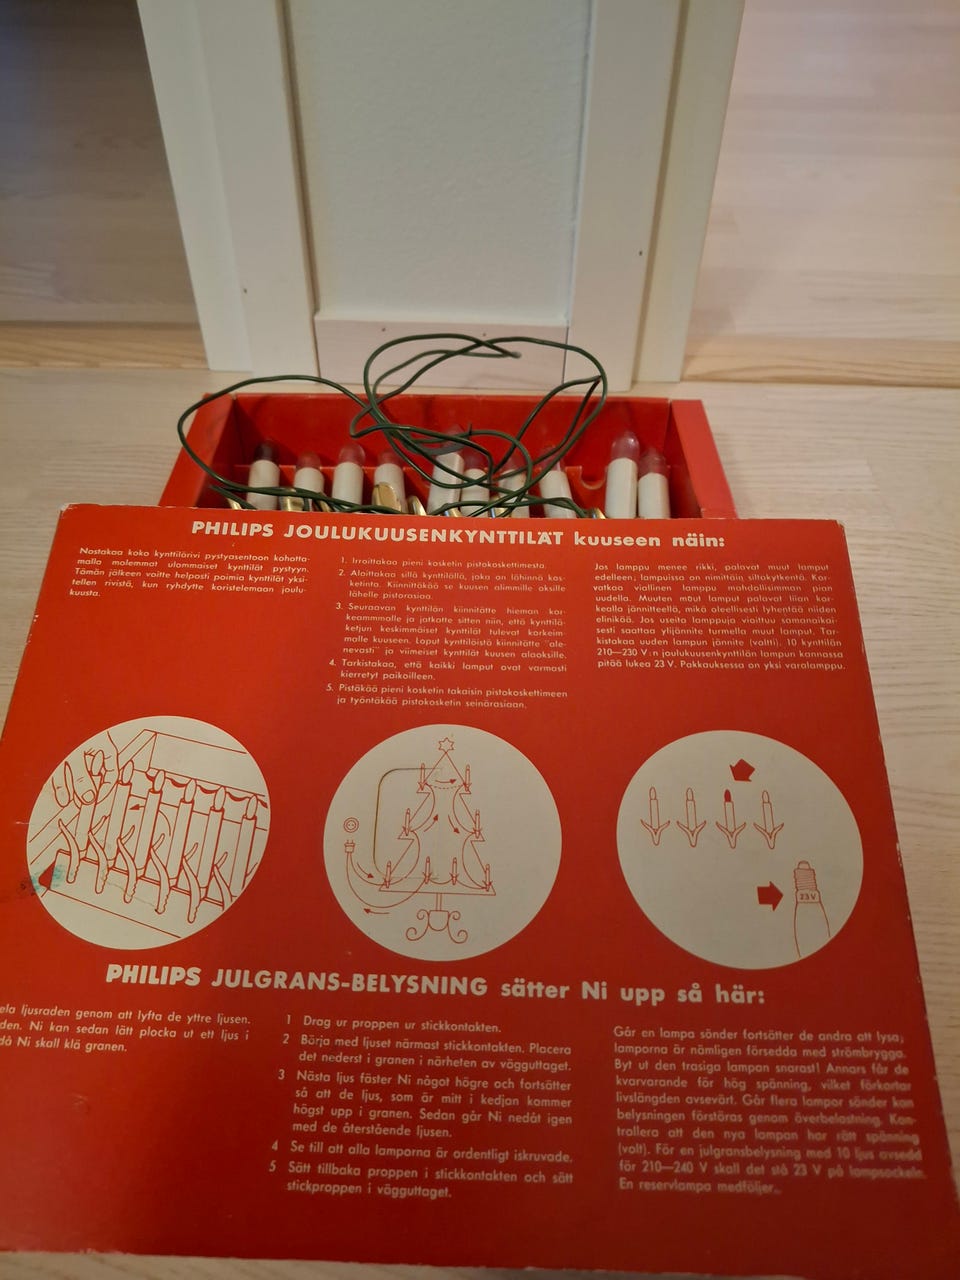 PHILIPS JOULUKUUSENKYNTTILÄT kuuseen näin:
Nostakaa koko kynttilärivi pystyasentoon kohotta-
malla molemmat ulommaiset kynttilät pystyyn.
Tämän jälkeen voitte helposti poimia kynttilät yksi-
tellen rivistä, kun ryhdytte koristelemaan joulu-
kuusta.
1. Irroittakaa pieni kosketin pistokoskettimesta.
2. Aloittakaa sillä kynttilällä, joka on lähinnä kos-
ketinta. Kiinnittäkää se kuusen alimmille oksille
lähelle pistorasiaa.
3. Seuraavan kynttilän kiinnitätte hieman kor-
keammmalle ja jatkatte sitten niin, että kynttilä-
ketjun keskimmäiset kynttilät tulevat korkeim-
malle kuuseen. Loput kynttilöistä kiinnitätte "ale-
nevasti" ja viimeiset kynttilät kuusen alaoksille.
4. Tarkistakaa, että kaikki lamput ovat varmasti
kierretyt paikoilleen.
5. Pistäkää pieni kosketin takaisin pistokoskettimeen
ja työntäkää pistokosketin seinärasiaan.
Jos lamppu menee rikki, palavat muut lamput
edelleen; lampuissa on nimittäin siltakytkentä. Kor-
vatkaa viallinen lamppu mahdollisimman pian
uudella. Muuten muut lamput palavat liian kor-
kealla jännitteellä, mikä oleellisesti lyhentää niiden
elinikää. Jos useita lamppuja vioittuu samanaikai-
sesti saattaa ylijännite turmella muut lamput. Tar-
kistakaa uuden lampun jännite (voltti). 10 kynttilän
210—230 V:n joulukuusenkynttilän lampun kannassa
pitää lukea 23 V. Pakkauksessa on yksi varalamppu.
23 V
PHILIPS JULGRANS-BELYSNING sätter Ni upp så här:
ela ljusraden genom att lyfta de yttre ljusen.
den. Ni kan sedan lätt plocka ut ett ljus i
då Ni skall klä granen.
1 Drag ur proppen ur stickkontakten.
2 Börja med ljuset närmast stickkontakten. Placera
det nederst i granen i närheten av vägguttaget.
3 Nästa ljus fäster Ni något högre och fortsätter
så att de ljus, som är mitt i kedjan kommer
högst upp i granen. Sedan går Ni nedåt igen
med de återstående ljusen.
4 Se till att alla lamporna är ordentligt iskruvade.
5 Sätt tillbaka proppen i stickkontakten och sätt
stickproppen i vägguttaget.
Går en lampa sönder fortsätter de andra att lysa;
lamporna är nämligen försedda med strömbrygga.
Byt ut den trasiga lampan snarast! Annars får de
kvarvarande för hög spänning, vilket förkortar
livslängden avsevärt. Går flera lampor sönder kan
belysningen förstöras genom överbelastning. Kon-
trollera att den nya lampan har rätt spänning
(volt). För en julgransbelysning med 10 ljus avsedd
för 210—240 V skall det stå 23 V på lampsockeln.
En reservlampa medföljer.